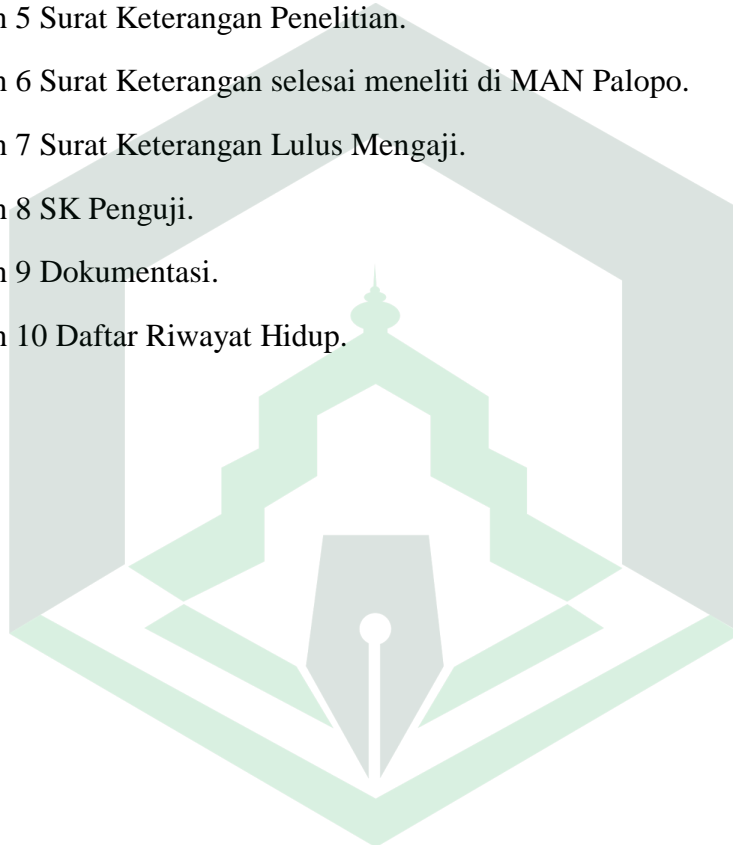 n 5 Surat Keterangan Penelitian.
n 6 Surat Keterangan selesai meneliti di MAN Palopo.
n 7 Surat Keterangan Lulus Mengaji.
n 8 SK Penguji.
n 9 Dokumentasi.
n 10 Daftar Riwayat Hidup.